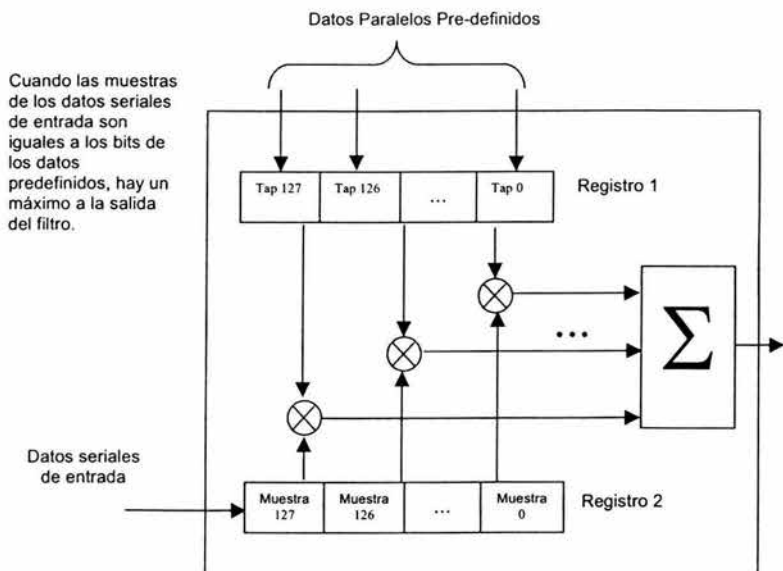 Datos Paralelos Pre-definidos
Cuando las muestras
de los datos seriales
de entrada son
iguales a los bits de
los datos
predefinidos, hay un
máximo a la salida
del filtro.
Tap 127 Tap 126 ... Tap 0
Registro 1
...
Σ
Datos seriales
de entrada
Muestra Muestra ... Muestra
127 126 0
Registro 2